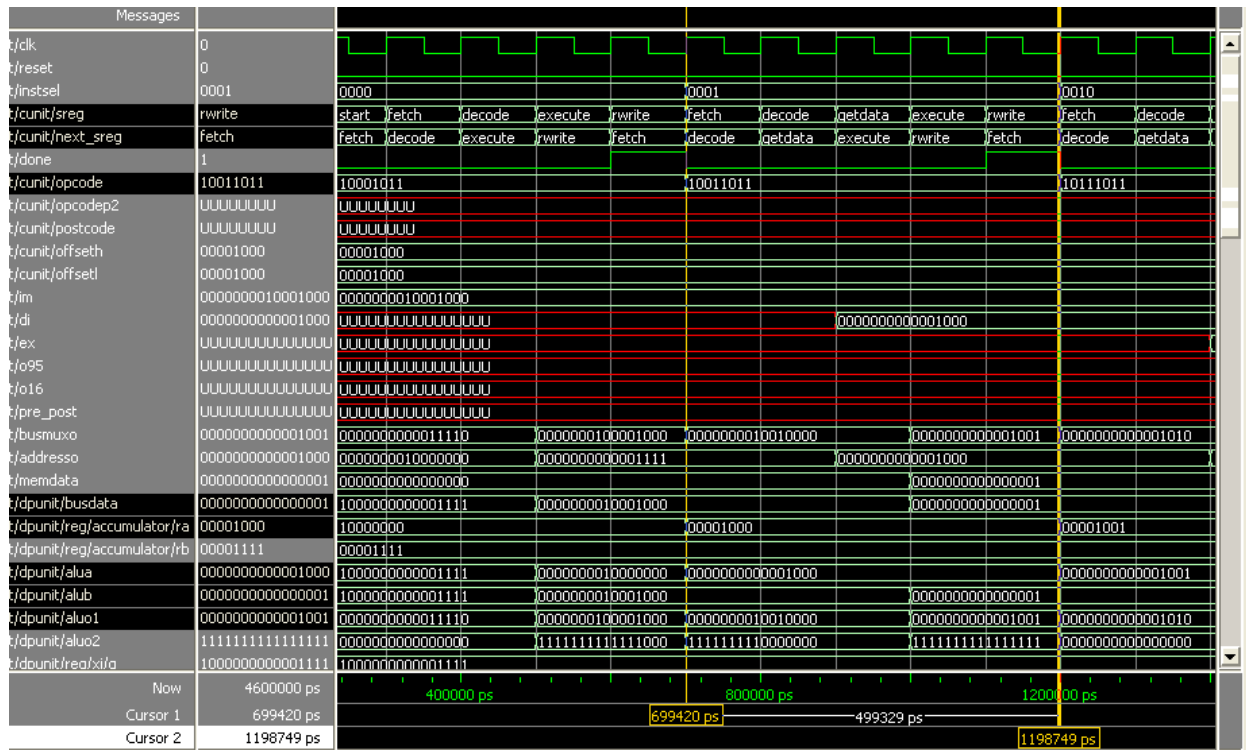 Messages
t/clk 0
t/reset 0
t/instsel 0001 0000 0001 0010
t/cunit/sreg rwrite start fetch decode execute rwrite fetch decode getdata execute rwrite fetch decode
t/cunit/next_sreg fetch fetch decode execute rwrite fetch decode getdata execute rwrite fetch decode getdata
t/done 1
t/cunit/opcode 10011011 10001011 10011011 10111011
t/cunit/opcodep2 UUUUUUUU UUUUUUUU
t/cunit/postcode UUUUUUUU UUUUUUUU
t/cunit/offseth 00001000 00001000
t/cunit/offsetl 00001000 00001000
t/im 0000000010001000 0000000010001000
t/di 0000000000001000 UUUUUUUUUUUUUUUU 0000000000001000
t/ex UUUUUUUUUUUUUUUU UUUUUUUUUUUUUUUU
t/o95 UUUUUUUUUUUUUUUU UUUUUUUUUUUUUUUU
t/o16 UUUUUUUUUUUUUUUU UUUUUUUUUUUUUUUU
t/pre_post UUUUUUUUUUUUUUUU UUUUUUUUUUUUUUUU
t/busmuxo 0000000000001001 0000000000011110 0000000100001000 0000000010010000 0000000000001001 0000000000001010
t/addresso 0000000000001000 0000000010000000 0000000000001111 0000000000001000
t/memdata 0000000000000001 0000000000000000 0000000000000001
t/dpunit/busdata 0000000000000001 1000000000001111 0000000010001000 0000000000000001
t/dpunit/reg/accumulator/ra 00001000 10000000 00001000 00001001
t/dpunit/reg/accumulator/rb 00001111 00001111
t/dpunit/alua 0000000000001000 1000000000001111 0000000010000000 0000000000001000 0000000000001001
t/dpunit/alub 0000000000000001 1000000000001111 0000000010001000 0000000000000001
t/dpunit/aluo1 0000000000001001 0000000000011110 0000000100001000 0000000010010000 0000000000001001 0000000000001010
t/dpunit/aluo2 1111111111111111 0000000000000000 1111111111111000 1111111110000000 1111111111111111 0000000000000000
t/dpunit/reg/xi/q 1000000000001111 1000000000001111
Now 4600000 ps 400000 ps 800000 ps 1200000 ps
Cursor 1 699420 ps 699420 ps 499329 ps
Cursor 2 1198749 ps 1198749 ps